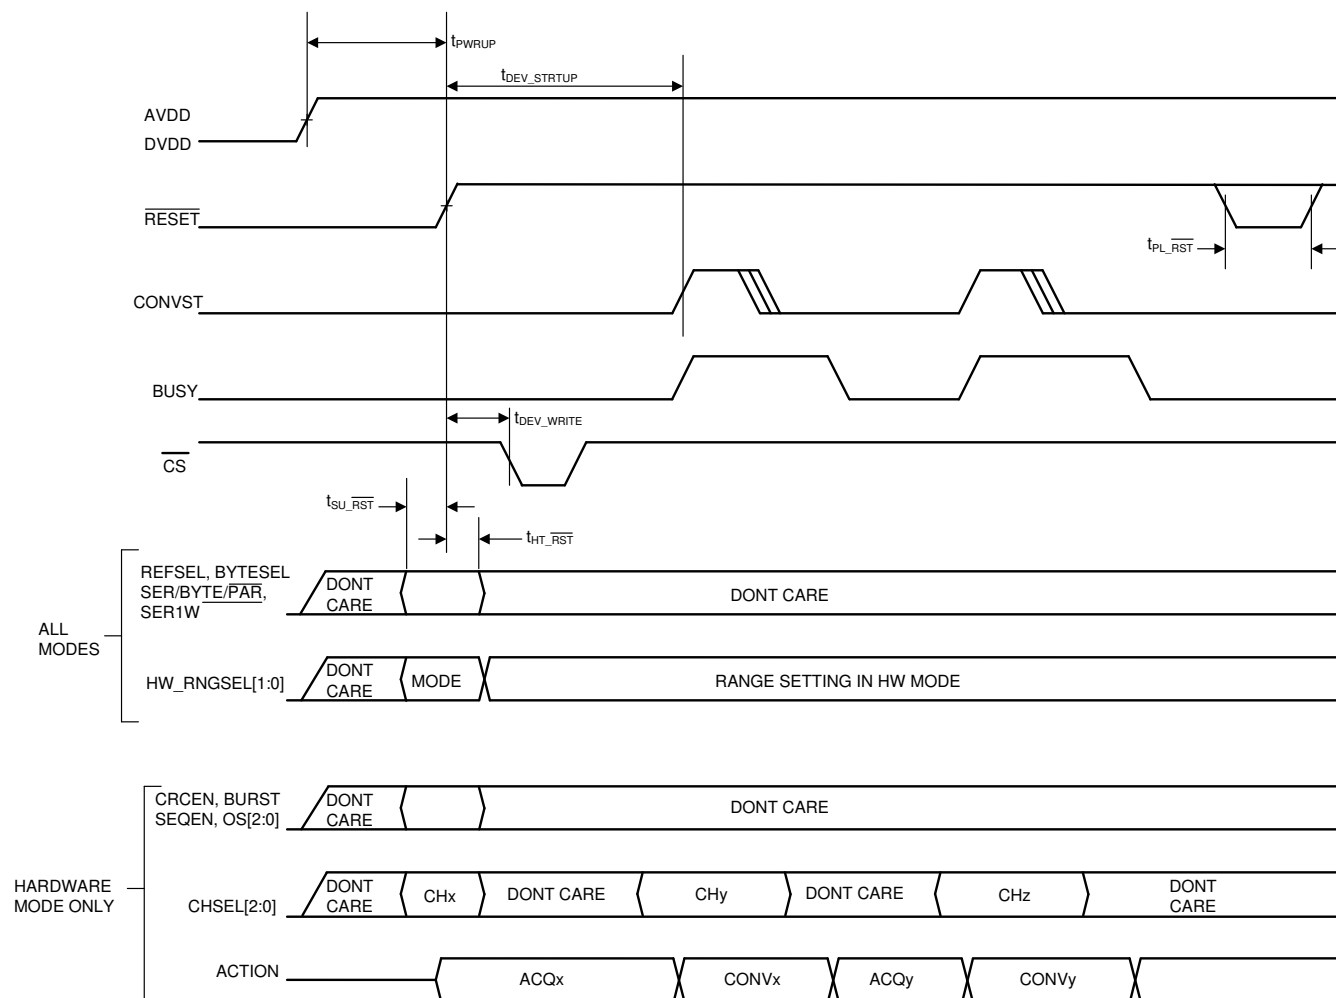 tPWRUP
tDEV_STRTUP
AVDD
DVDD
RESET
tPL_RST
CONVST
BUSY
tDEV_WRITE
CS
tSU_RST
tHT_RST
ALL
MODES
REFSEL, BYTESEL
SER/BYTE/PAR,
SER1W
DONT
CARE
DONT CARE
HW_RNGSEL[1:0]
DONT
CARE
MODE
RANGE SETTING IN HW MODE
HARDWARE
MODE ONLY
CRCEN, BURST
SEQEN, OS[2:0]
DONT
CARE
DONT CARE
CHSEL[2:0]
DONT
CARE
CHx
DONT CARE
CHy
DONT CARE
CHz
DONT
CARE
ACTION
ACQx
CONVx
ACQy
CONVy